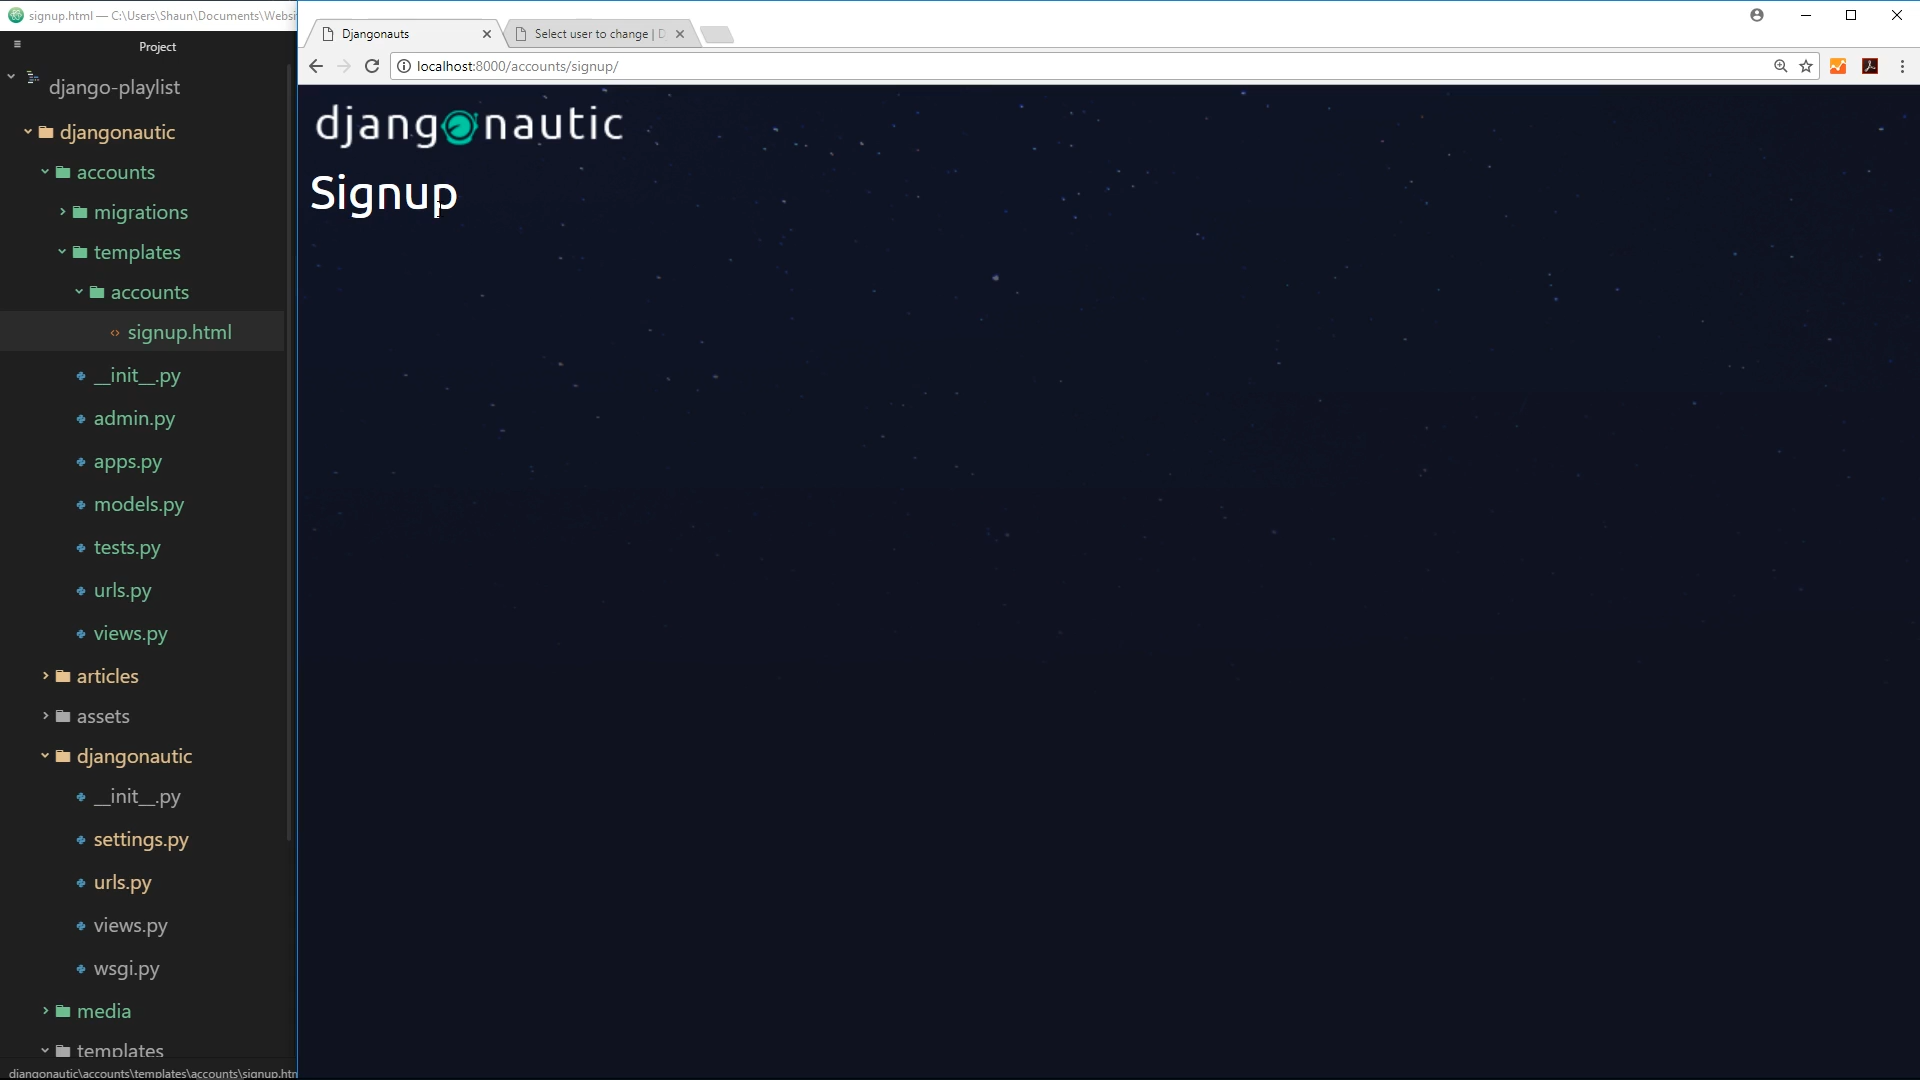 signup.html — C:\Users\Shaun\Documents\Websi
Project
django-playlist
djangonautic
accounts
migrations
templates
accounts
signup.html
__init__.py
admin.py
apps.py
models.py
tests.py
urls.py
views.py
articles
assets
djangonautic
__init__.py
settings.py
urls.py
views.py
wsgi.py
media
templates
djangonautic\accounts\templates\accounts\signup.htm
Djangonauts
Select user to change | D
localhost:8000/accounts/signup/
djangonautic
Signup